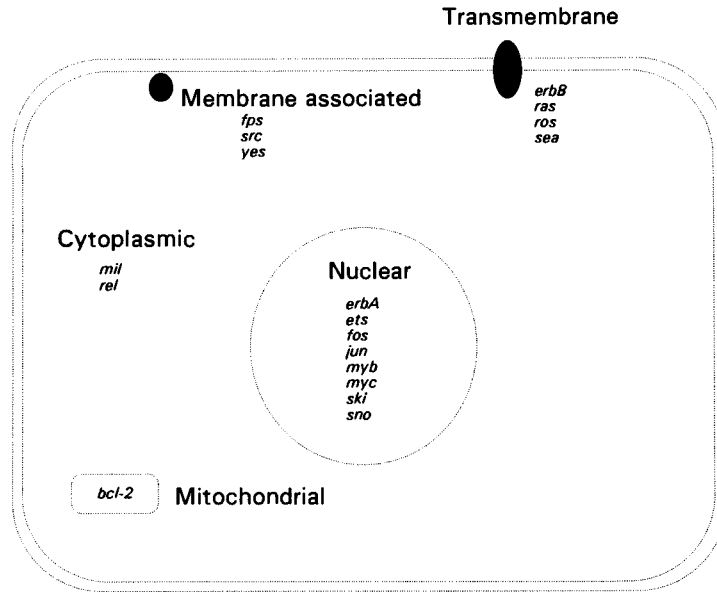 Transmembrane
erbB
ras
ros
sea
Membrane associated
fps
src
yes
Cytoplasmic
mil
rel
Nuclear
erbA
ets
fos
jun
myb
myc
ski
sno
bcl-2
Mitochondrial